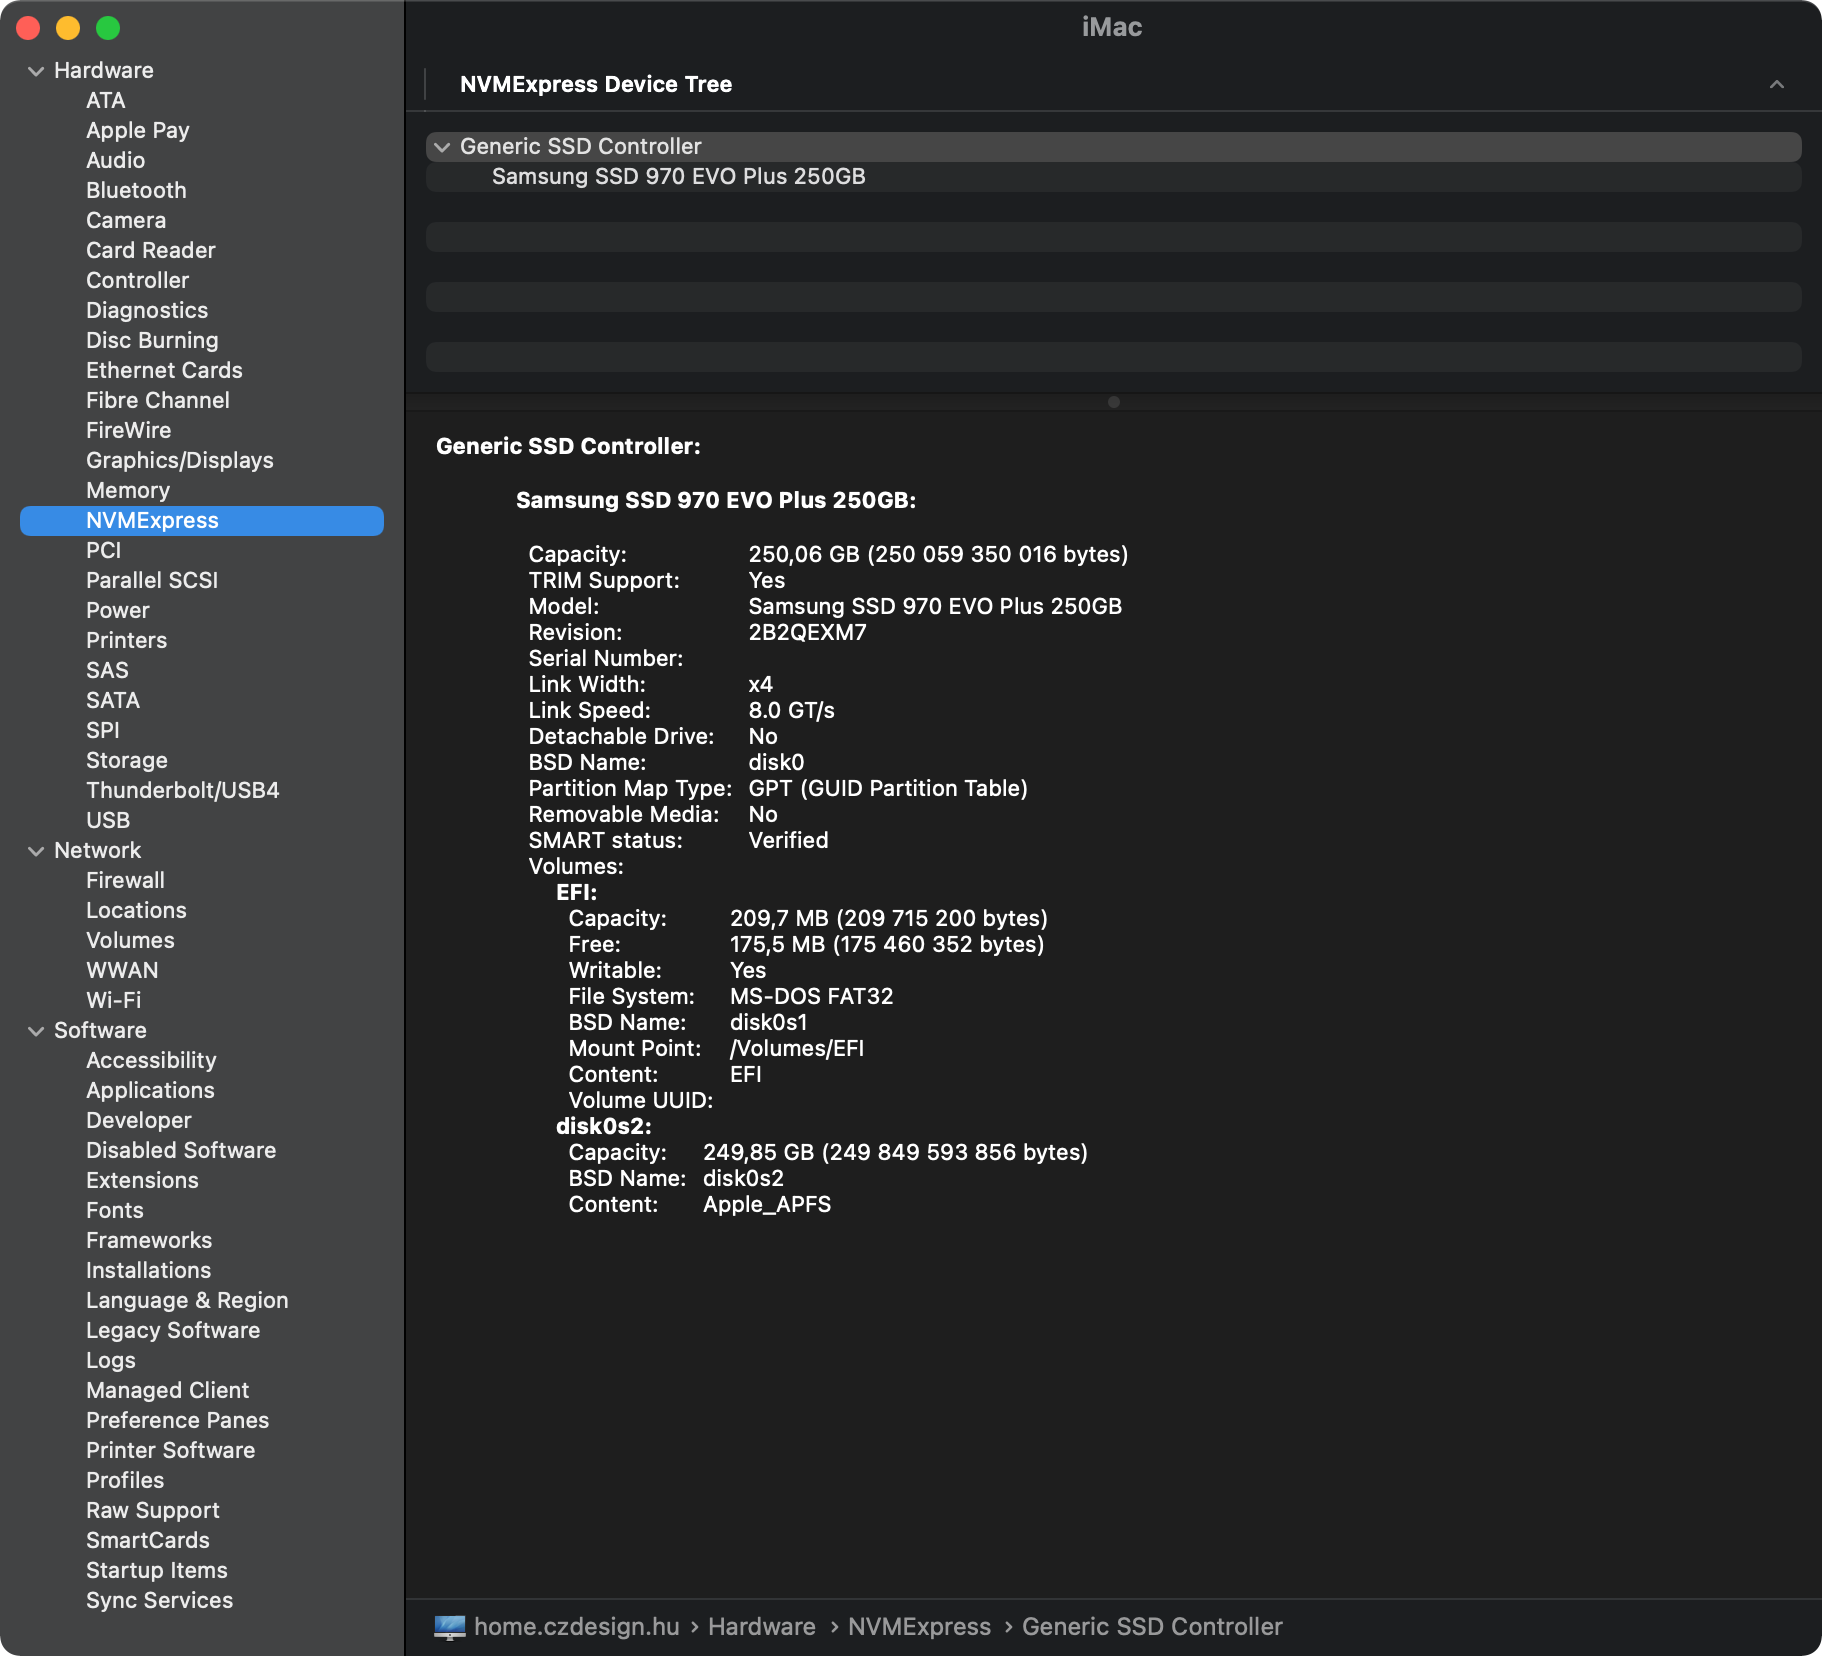 iMac
Hardware
ATA
Apple Pay
Audio
Bluetooth
Camera
Card Reader
Controller
Diagnostics
Disc Burning
Ethernet Cards
Fibre Channel
FireWire
Graphics/Displays
Memory
NVMExpress
PCI
Parallel SCSI
Power
Printers
SAS
SATA
SPI
Storage
Thunderbolt/USB4
USB
Network
Firewall
Locations
Volumes
WWAN
Wi-Fi
Software
Accessibility
Applications
Developer
Disabled Software
Extensions
Fonts
Frameworks
Installations
Language & Region
Legacy Software
Logs
Managed Client
Preference Panes
Printer Software
Profiles
Raw Support
SmartCards
Startup Items
Sync Services
NVMExpress Device Tree
Generic SSD Controller
Samsung SSD 970 EVO Plus 250GB
Generic SSD Controller:
Samsung SSD 970 EVO Plus 250GB:
Capacity: 250,06 GB (250 059 350 016 bytes)
TRIM Support: Yes
Model: Samsung SSD 970 EVO Plus 250GB
Revision: 2B2QEXM7
Serial Number:
Link Width: x4
Link Speed: 8.0 GT/s
Detachable Drive: No
BSD Name: disk0
Partition Map Type: GPT (GUID Partition Table)
Removable Media: No
SMART status: Verified
Volumes:
EFI:
Capacity: 209,7 MB (209 715 200 bytes)
Free: 175,5 MB (175 460 352 bytes)
Writable: Yes
File System: MS-DOS FAT32
BSD Name: disk0s1
Mount Point: /Volumes/EFI
Content: EFI
Volume UUID:
disk0s2:
Capacity: 249,85 GB (249 849 593 856 bytes)
BSD Name: disk0s2
Content: Apple_APFS
home.czdesign.hu › Hardware › NVMExpress › Generic SSD Controller